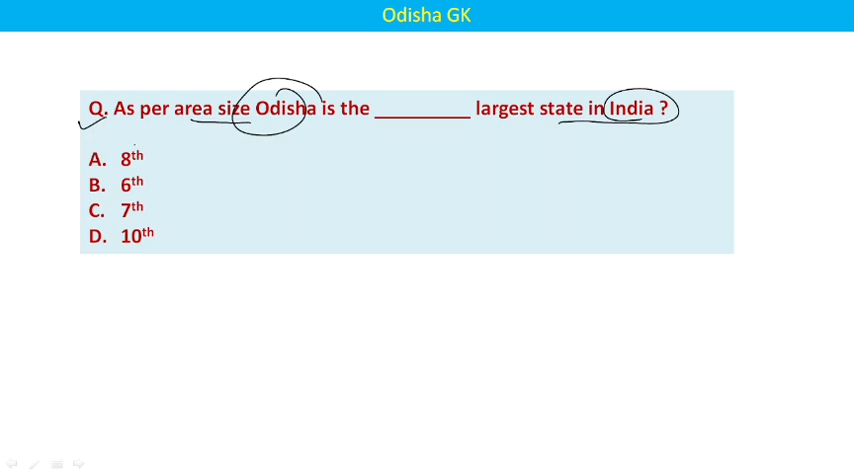 Odisha GK
Q. As per area size Odisha is the _________ largest state in India ?
A. 8th
B. 6th
C. 7th
D. 10th